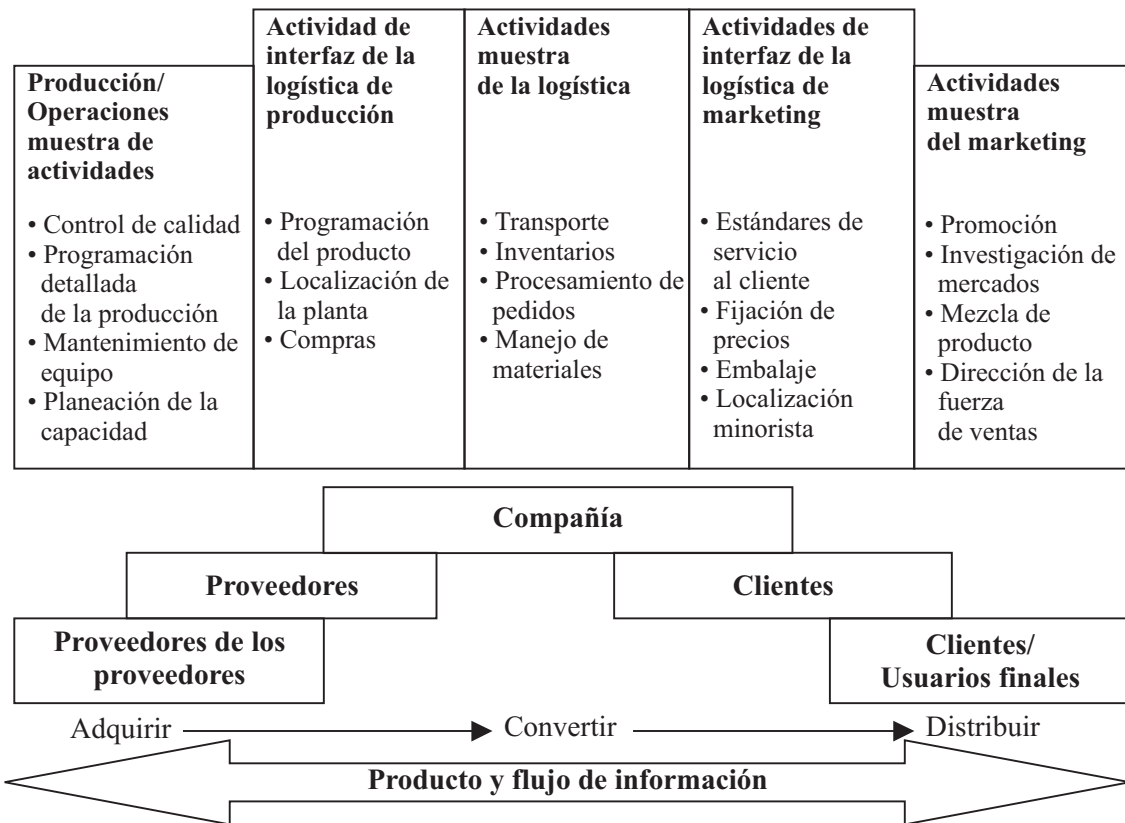 Producción/
Operaciones
muestra de
actividades
• Control de calidad
• Programación
detallada
de la producción
• Mantenimiento de
equipo
• Planeación de la
capacidad
Actividad de
interfaz de la
logística de
producción
• Programación
del producto
• Localización de
la planta
• Compras
Actividades
muestra
de la logística
• Transporte
• Inventarios
• Procesamiento de
pedidos
• Manejo de
materiales
Actividades de
interfaz de la
logística de
marketing
• Estándares de
servicio
al cliente
• Fijación de
precios
• Embalaje
• Localización
minorista
Actividades
muestra
del marketing
• Promoción
• Investigación de
mercados
• Mezcla de
producto
• Dirección de la
fuerza
de ventas
Compañía
Proveedores
Clientes
Proveedores de los
proveedores
Clientes/
Usuarios finales
Adquirir
Convertir
Distribuir
Producto y flujo de información